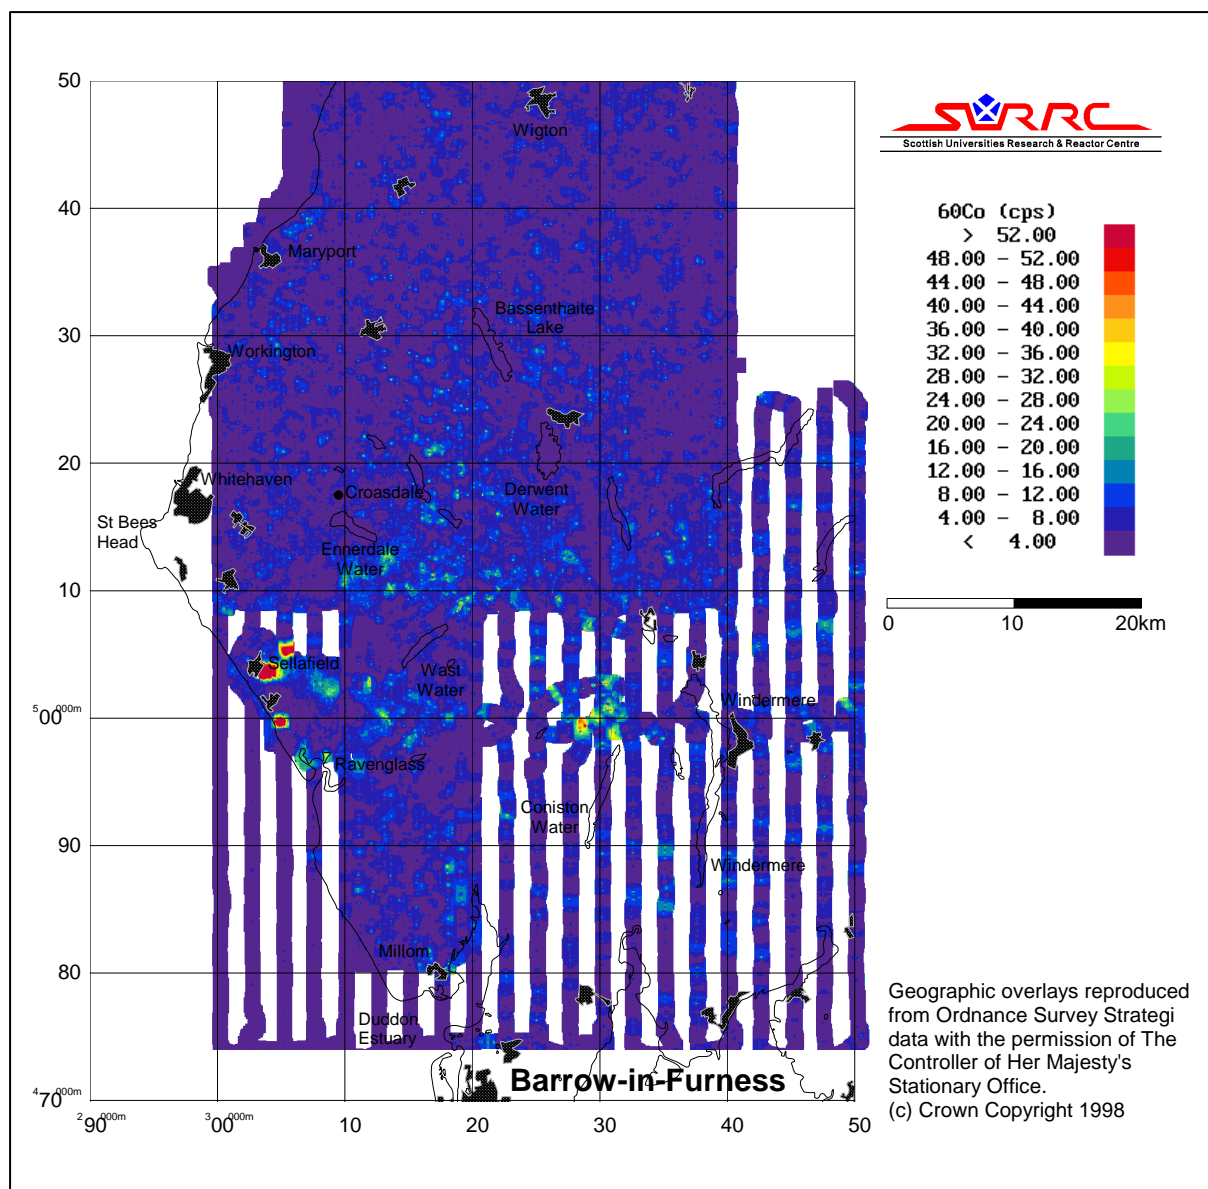 SURRC
Scottish Universities Research & Reactor Centre
60Co (cps)
> 52.00
48.00 - 52.00
44.00 - 48.00
40.00 - 44.00
36.00 - 40.00
32.00 - 36.00
28.00 - 32.00
24.00 - 28.00
20.00 - 24.00
16.00 - 20.00
12.00 - 16.00
8.00 - 12.00
4.00 - 8.00
< 4.00
0 10 20km
50
40
30
20
10
500000m
90
80
470000m
290000m
300000m
10
20
30
40
50
Wigton
Maryport
Bassenthaite
Lake
Workington
Whitehaven
Croasdale
Derwent
Water
St Bees
Head
Ennerdale
Water
Sellafield
Wast
Water
Windermere
Ravenglass
Coniston
Water
Windermere
Millom
Duddon
Estuary
Barrow-in-Furness
Geographic overlays reproduced
from Ordnance Survey Strategi
data with the permission of The
Controller of Her Majesty's
Stationary Office.
(c) Crown Copyright 1998